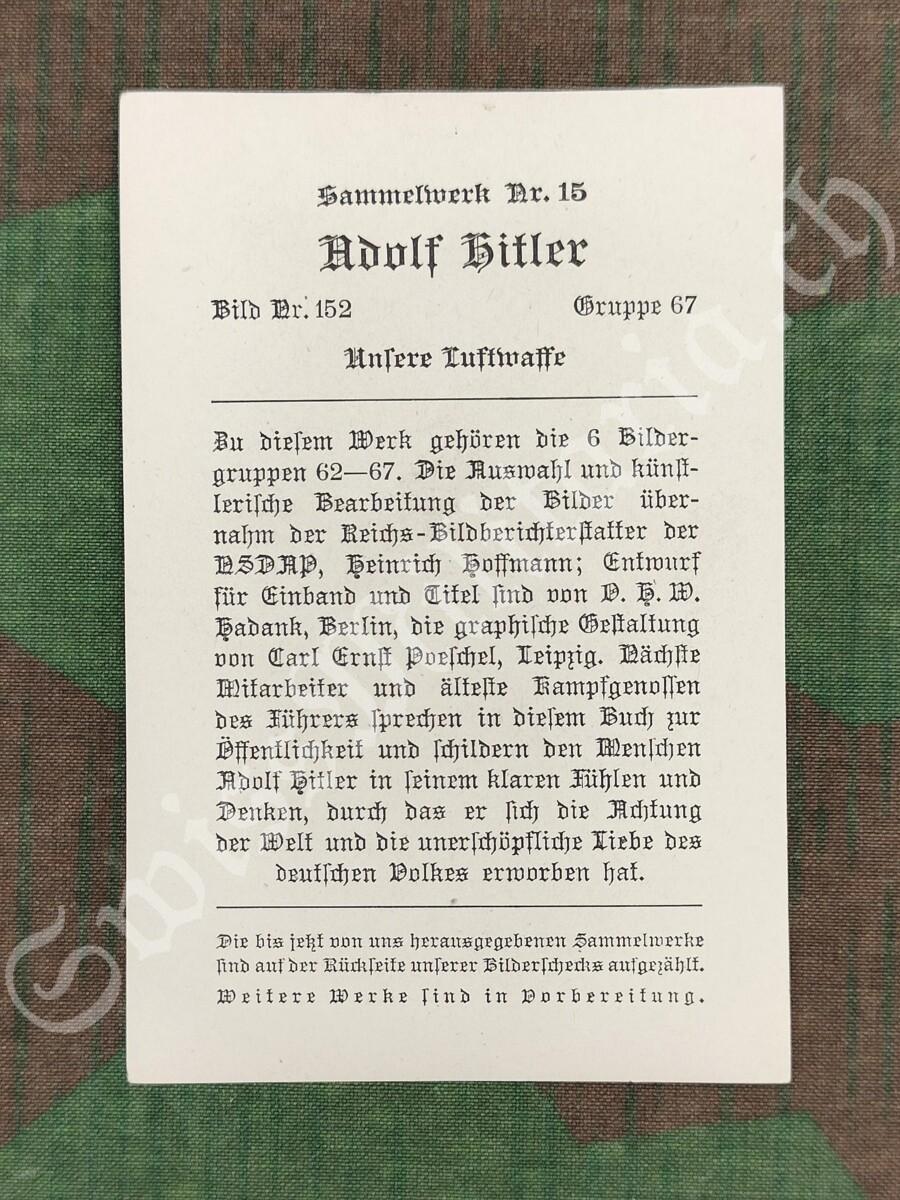 Sammelwerk Nr. 15
Adolf Hitler
Bild Nr. 152 Gruppe 67
Unsere Luftwaffe
Zu diesem Werk gehören die 6 Bilder-
gruppen 62—67. Die Auswahl und künst-
lerische Bearbeitung der Bilder über-
nahm der Reichs-Bildberichterstatter der
NSDAP, Heinrich Hoffmann; Entwurf
für Einband und Titel sind von O. H. W.
Hadank, Berlin, die graphische Gestaltung
von Carl Ernst Poeschel, Leipzig. Nächste
Mitarbeiter und älteste Kampfgenossen
des Führers sprechen in diesem Buch zur
Öffentlichkeit und schildern den Menschen
Adolf Hitler in seinem klaren Fühlen und
Denken, durch das er sich die Achtung
der Welt und die unerschöpfliche Liebe des
deutschen Volkes erworben hat.
Die bis jetzt von uns herausgegebenen Sammelwerke
sind auf der Rückseite unserer Bilderschecks aufgezählt.
Weitere Werke sind in Vorbereitung.